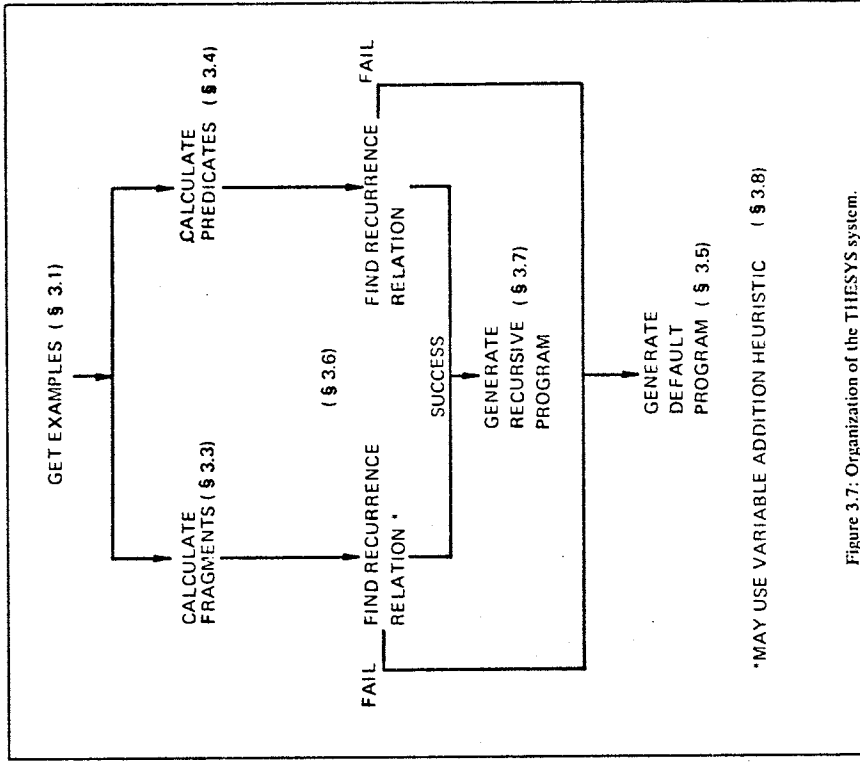 GET EXAMPLES ( § 3.1)
CALCULATE
FRAGMENTS ( § 3.3)
CALCULATE
PREDICATES ( § 3.4)
( § 3.6)
FAIL
FIND RECURRENCE
RELATION *
FIND RECURRENCE
RELATION
FAIL
SUCCESS
GENERATE
RECURSIVE ( § 3.7)
PROGRAM
GENERATE
DEFAULT
PROGRAM ( § 3.5)
*MAY USE VARIABLE ADDITION HEURISTIC ( § 3.8)
Figure 3.7: Organization of the THESYS system.